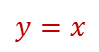 y = x